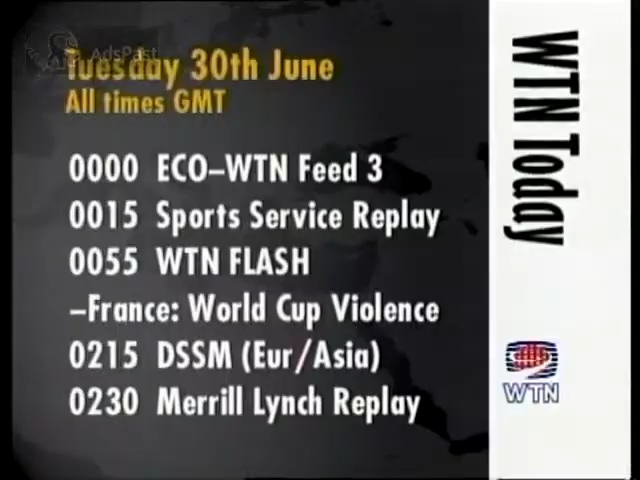 AdsPast
Tuesday 30th June
All times GMT
0000 ECO–WTN Feed 3
0015 Sports Service Replay
0055 WTN FLASH
–France: World Cup Violence
0215 DSSM (Eur/Asia)
0230 Merrill Lynch Replay
WTN Today
WTN